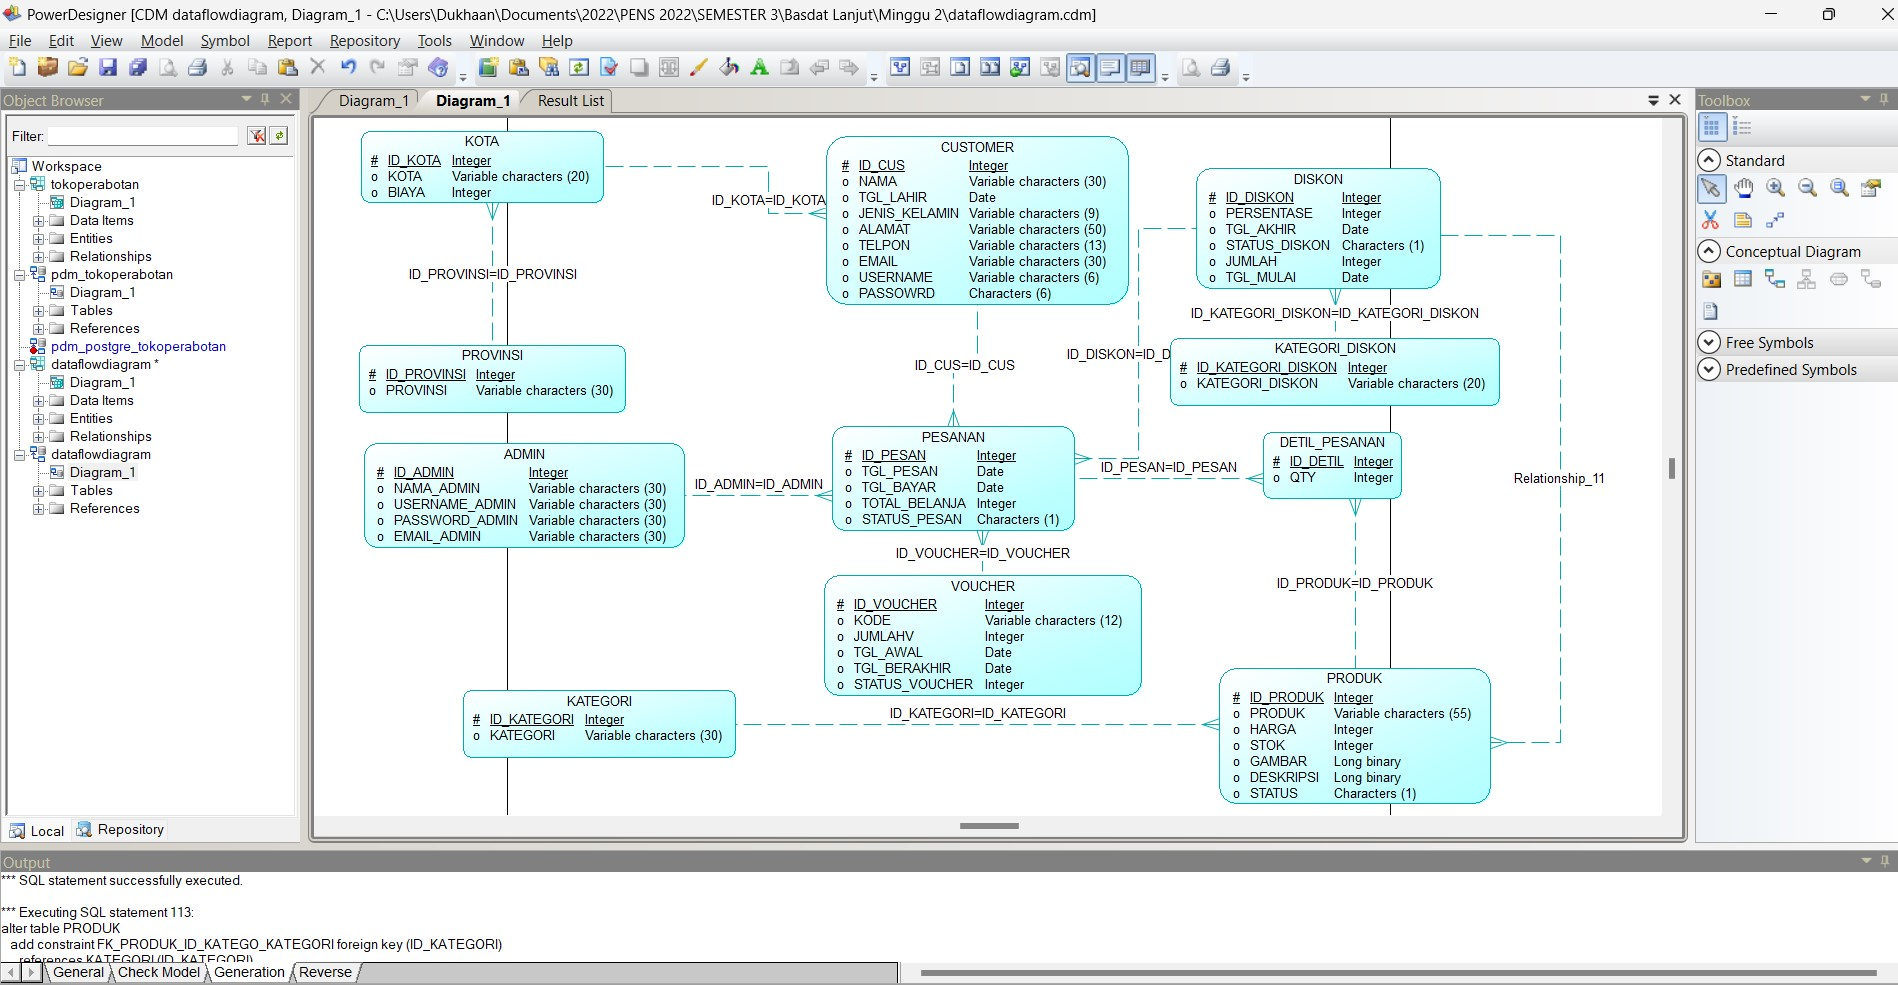 PowerDesigner [CDM dataflowdiagram, Diagram_1 - C:\Users\Dukhaan\Documents\2022\PENS 2022\SEMESTER 3\Basdat Lanjut\Minggu 2\dataflowdiagram.cdm]
File Edit View Model Symbol Report Repository Tools Window Help
Object Browser
Filter:
Workspace
tokoperabotan
Diagram_1
Data Items
Entities
Relationships
pdm_tokoperabotan
Diagram_1
Tables
References
pdm_postgre_tokoperabotan
dataflowdiagram *
Diagram_1
Data Items
Entities
Relationships
dataflowdiagram
Diagram_1
Tables
References
Local Repository
Diagram_1 Diagram_1 Result List
KOTA
# ID_KOTA Integer
o KOTA Variable characters (20)
o BIAYA Integer
ID_KOTA=ID_KOTA
CUSTOMER
# ID_CUS Integer
o NAMA Variable characters (30)
o TGL_LAHIR Date
o JENIS_KELAMIN Variable characters (9)
o ALAMAT Variable characters (50)
o TELPON Variable characters (13)
o EMAIL Variable characters (30)
o USERNAME Variable characters (6)
o PASSOWRD Characters (6)
DISKON
# ID_DISKON Integer
o PERSENTASE Integer
o TGL_AKHIR Date
o STATUS_DISKON Characters (1)
o JUMLAH Integer
o TGL_MULAI Date
ID_PROVINSI=ID_PROVINSI
ID_KATEGORI_DISKON=ID_KATEGORI_DISKON
PROVINSI
# ID_PROVINSI Integer
o PROVINSI Variable characters (30)
ID_CUS=ID_CUS
ID_DISKON=ID_D
KATEGORI_DISKON
# ID_KATEGORI_DISKON Integer
o KATEGORI_DISKON Variable characters (20)
ADMIN
# ID_ADMIN Integer
o NAMA_ADMIN Variable characters (30)
o USERNAME_ADMIN Variable characters (30)
o PASSWORD_ADMIN Variable characters (30)
o EMAIL_ADMIN Variable characters (30)
ID_ADMIN=ID_ADMIN
PESANAN
# ID_PESAN Integer
o TGL_PESAN Date
o TGL_BAYAR Date
o TOTAL_BELANJA Integer
o STATUS_PESAN Characters (1)
ID_PESAN=ID_PESAN
DETIL_PESANAN
# ID_DETIL Integer
o QTY Integer
Relationship_11
ID_VOUCHER=ID_VOUCHER
VOUCHER
# ID_VOUCHER Integer
o KODE Variable characters (12)
o JUMLAHV Integer
o TGL_AWAL Date
o TGL_BERAKHIR Date
o STATUS_VOUCHER Integer
ID_PRODUK=ID_PRODUK
KATEGORI
# ID_KATEGORI Integer
o KATEGORI Variable characters (30)
ID_KATEGORI=ID_KATEGORI
PRODUK
# ID_PRODUK Integer
o PRODUK Variable characters (55)
o HARGA Integer
o STOK Integer
o GAMBAR Long binary
o DESKRIPSI Long binary
o STATUS Characters (1)
Toolbox
Standard
Conceptual Diagram
Free Symbols
Predefined Symbols
Output
*** SQL statement successfully executed.
*** Executing SQL statement 113:
alter table PRODUK
add constraint FK_PRODUK_ID_KATEGO_KATEGORI foreign key (ID_KATEGORI)
references KATEGORI (ID_KATEGORI)
General Check Model Generation Reverse